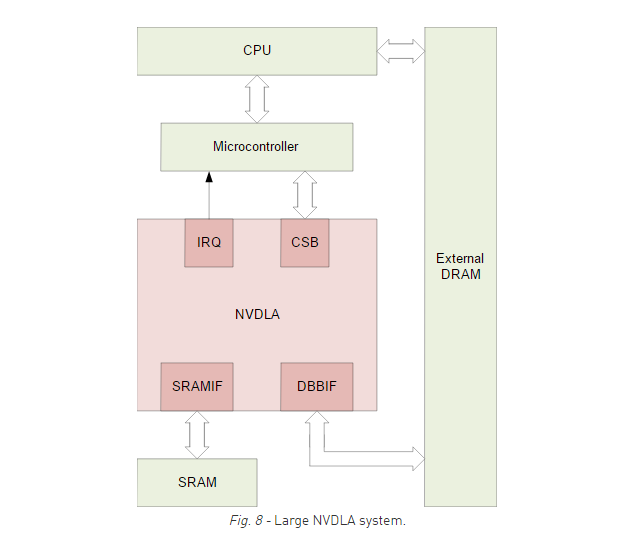 CPU
Microcontroller
IRQ
CSB
External
DRAM
NVDLA
SRAMIF
DBBIF
SRAM
Fig. 8 - Large NVDLA system.